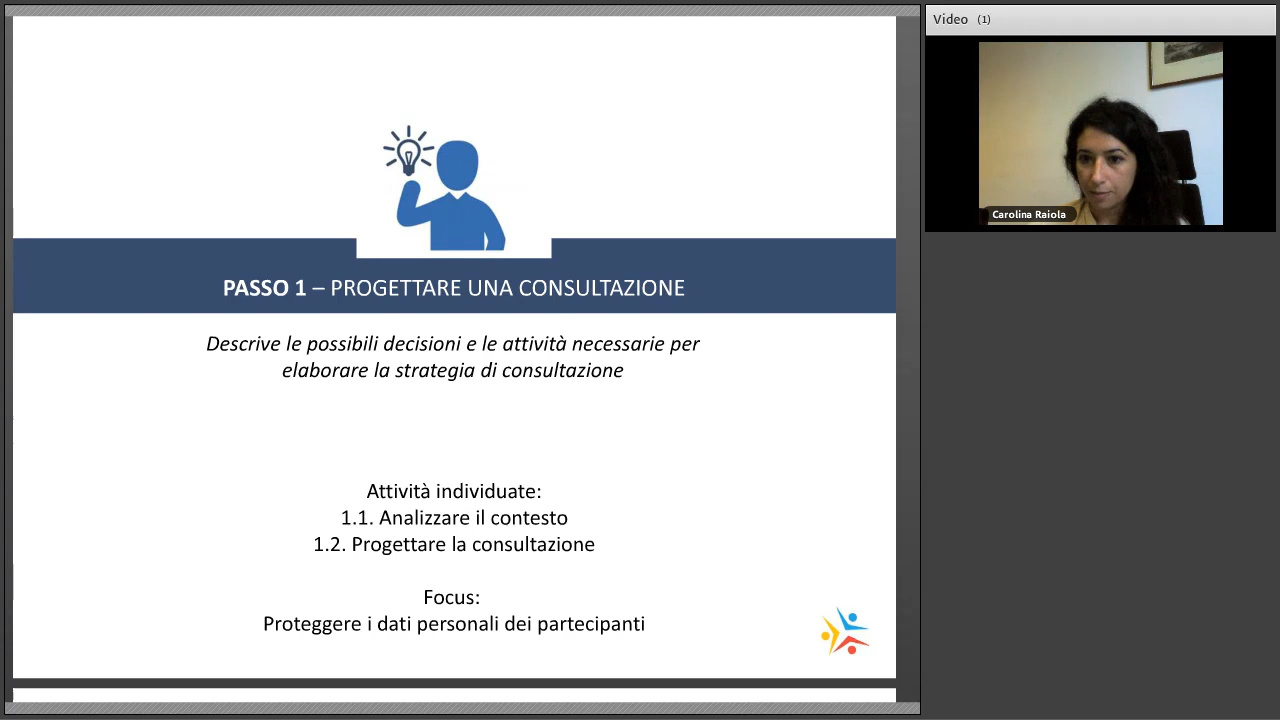 Video (1)
Carolina Raiola
PASSO 1 – PROGETTARE UNA CONSULTAZIONE
Descrive le possibili decisioni e le attività necessarie per
elaborare la strategia di consultazione
Attività individuate:
1.1. Analizzare il contesto
1.2. Progettare la consultazione
Focus:
Proteggere i dati personali dei partecipanti